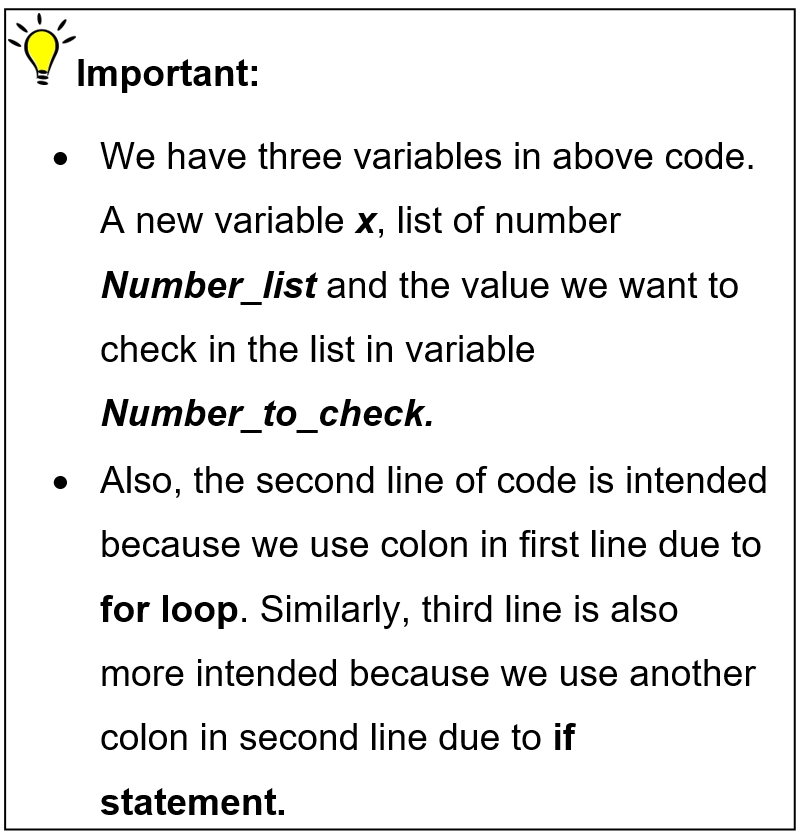 Important:
• We have three variables in above code.
A new variable x, list of number
Number_list and the value we want to
check in the list in variable
Number_to_check.
• Also, the second line of code is intended
because we use colon in first line due to
for loop. Similarly, third line is also
more intended because we use another
colon in second line due to if
statement.